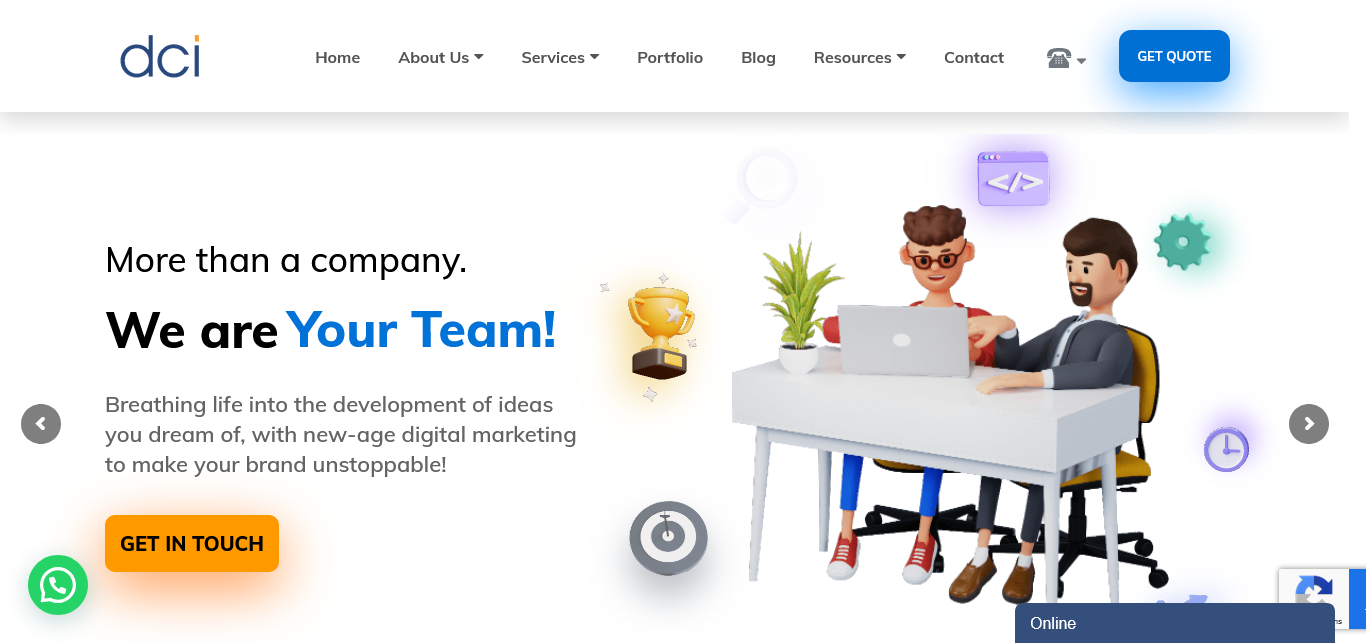 dci
Home About Us Services Portfolio Blog Resources Contact GET QUOTE
</>
More than a company.
We are Your Team!
Breathing life into the development of ideas
you dream of, with new-age digital marketing
to make your brand unstoppable!
GET IN TOUCH
Online